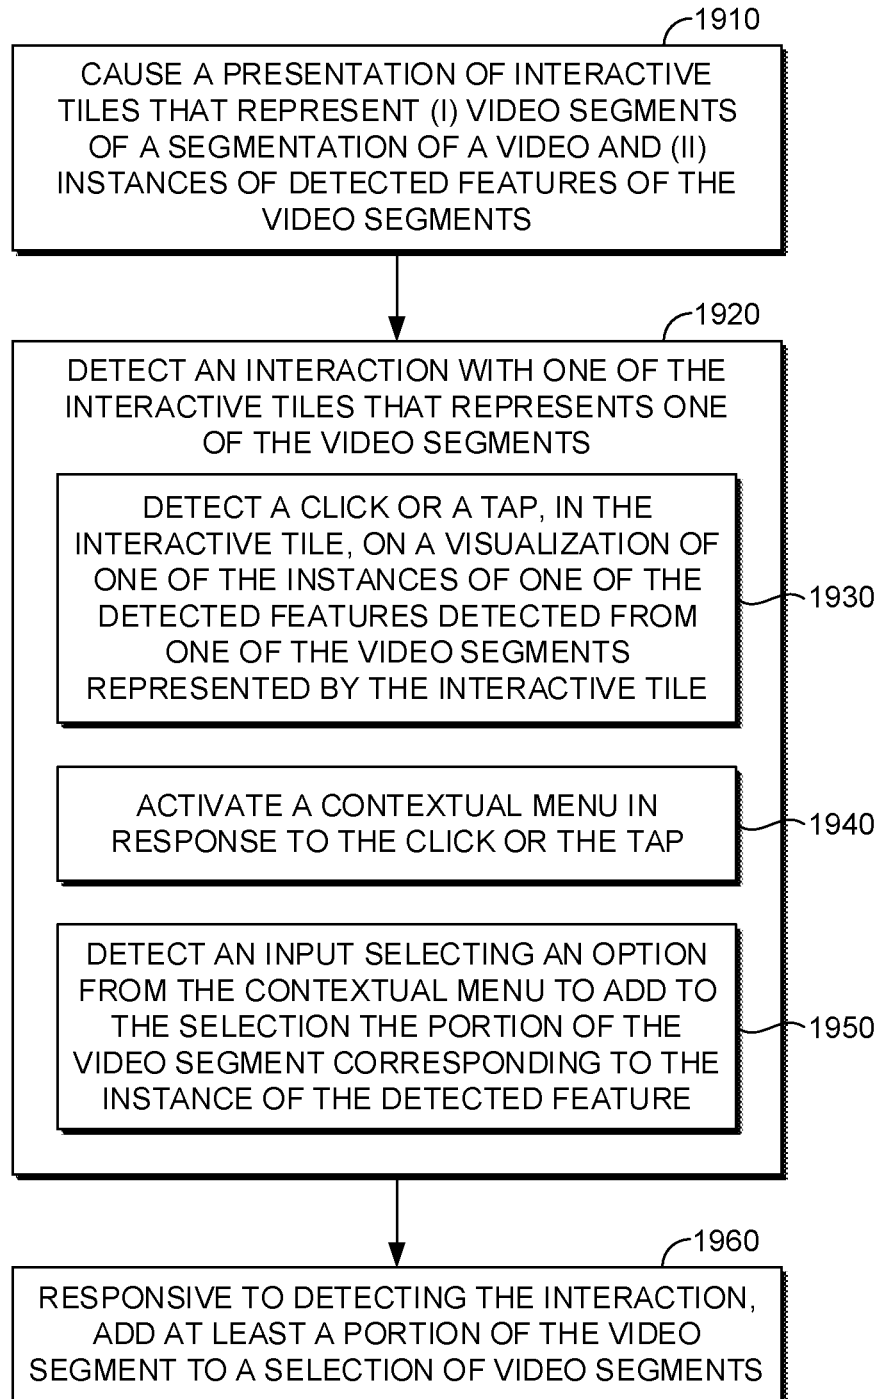 1910
CAUSE A PRESENTATION OF INTERACTIVE
TILES THAT REPRESENT (I) VIDEO SEGMENTS
OF A SEGMENTATION OF A VIDEO AND (II)
INSTANCES OF DETECTED FEATURES OF THE
VIDEO SEGMENTS
1920
DETECT AN INTERACTION WITH ONE OF THE
INTERACTIVE TILES THAT REPRESENTS ONE
OF THE VIDEO SEGMENTS
DETECT A CLICK OR A TAP, IN THE
INTERACTIVE TILE, ON A VISUALIZATION OF
ONE OF THE INSTANCES OF ONE OF THE
DETECTED FEATURES DETECTED FROM
ONE OF THE VIDEO SEGMENTS
REPRESENTED BY THE INTERACTIVE TILE
1930
ACTIVATE A CONTEXTUAL MENU IN
RESPONSE TO THE CLICK OR THE TAP
1940
DETECT AN INPUT SELECTING AN OPTION
FROM THE CONTEXTUAL MENU TO ADD TO
THE SELECTION THE PORTION OF THE
VIDEO SEGMENT CORRESPONDING TO THE
INSTANCE OF THE DETECTED FEATURE
1950
1960
RESPONSIVE TO DETECTING THE INTERACTION,
ADD AT LEAST A PORTION OF THE VIDEO
SEGMENT TO A SELECTION OF VIDEO SEGMENTS